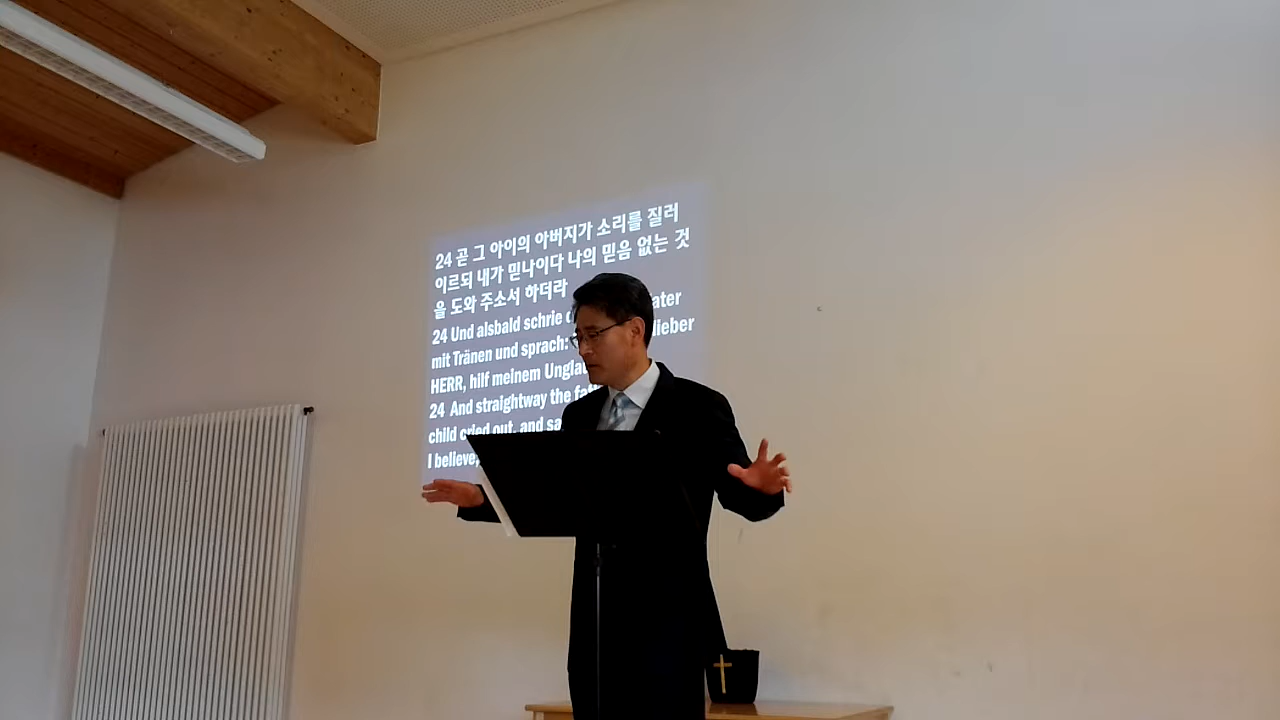 24 곧 그 아이의 아버지가 소리를 질러
이르되 내가 믿나이다 나의 믿음 없는 것
을 도와 주소서 하더라
24 Und alsbald schrie
mit Tränen und sprach: lieber
HERR, hilf meinem
24 And straightway the
child cried out, and
I believe,